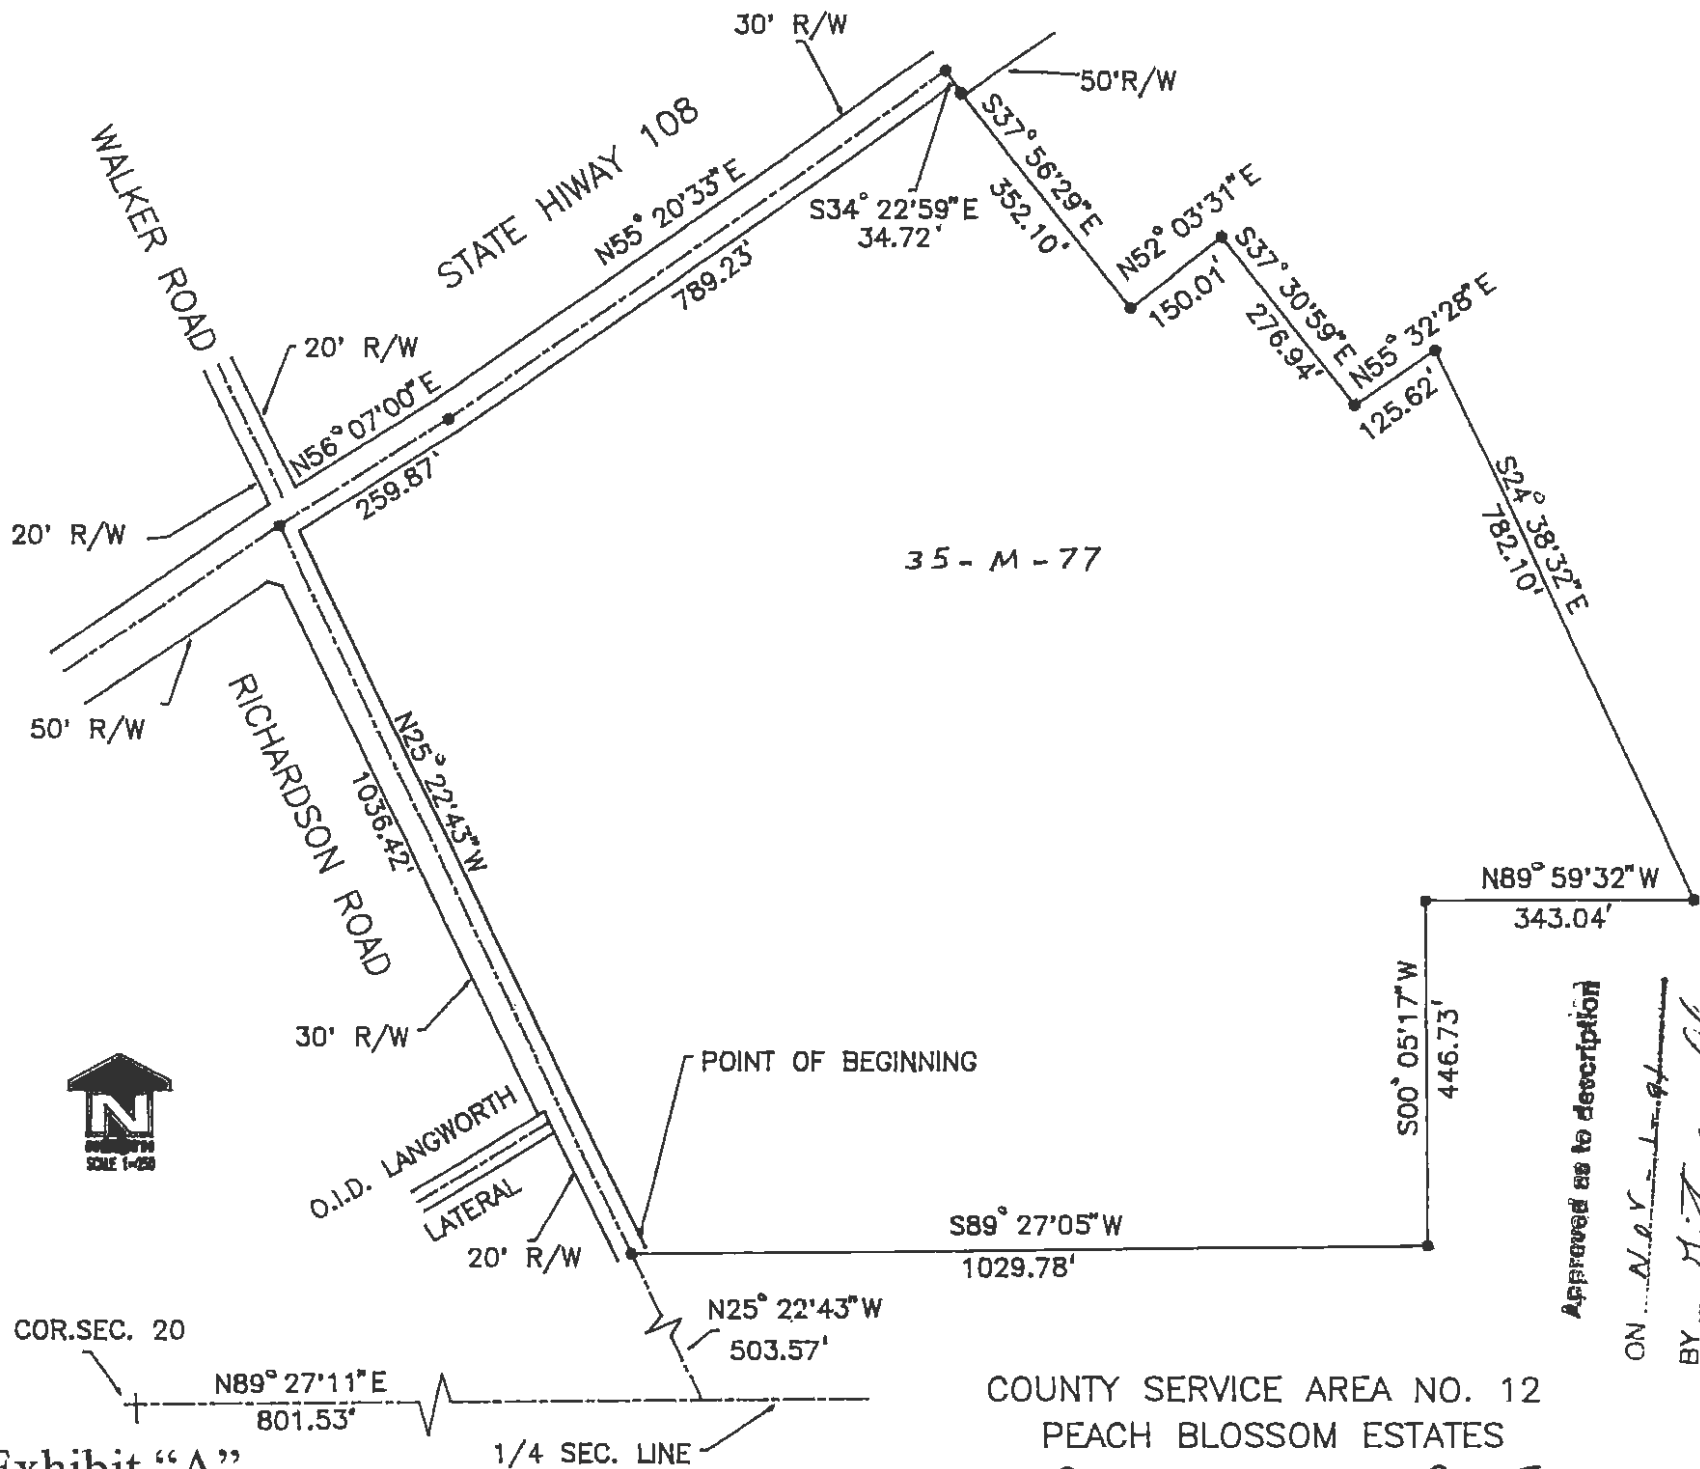 30' R/W
50'R/W
WALKER ROAD
STATE HIWAY 108
N55° 20'33"E
789.23'
S34° 22'59"E
34.72'
S37° 56'29"E
352.10'
N52° 03'31"E
150.01'
S37° 30'59"E
276.94'
N55° 32'28"E
125.62'
20' R/W
N56° 07'00"E
259.87'
20' R/W
S24° 38'32"E
782.10'
35-M-77
50' R/W
RICHARDSON ROAD
N25° 22'43"W
1036.42'
N89° 59'32"W
343.04'
30' R/W
S00° 05'17"W
446.73'
POINT OF BEGINNING
N
O.I.D. LANGWORTH
LATERAL
20' R/W
S89° 27'05"W
1029.78'
Approved as to description
ON
BY
N25° 22'43"W
503.57'
COR.SEC. 20
N89° 27'11"E
801.53'
1/4 SEC. LINE
COUNTY SERVICE AREA NO. 12
PEACH BLOSSOM ESTATES
Exhibit “A”